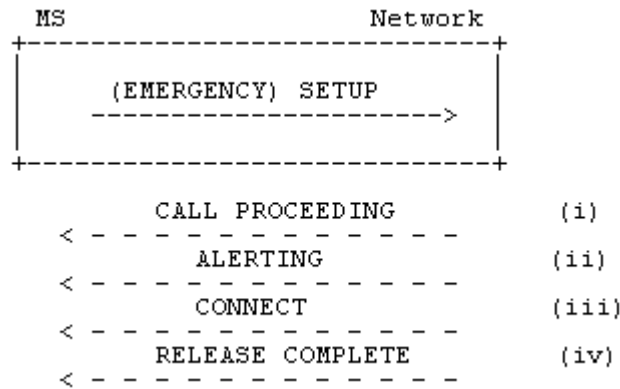 MS Network
(EMERGENCY) SETUP
CALL PROCEEDING (i)
ALERTING (ii)
CONNECT (iii)
RELEASE COMPLETE (iv)